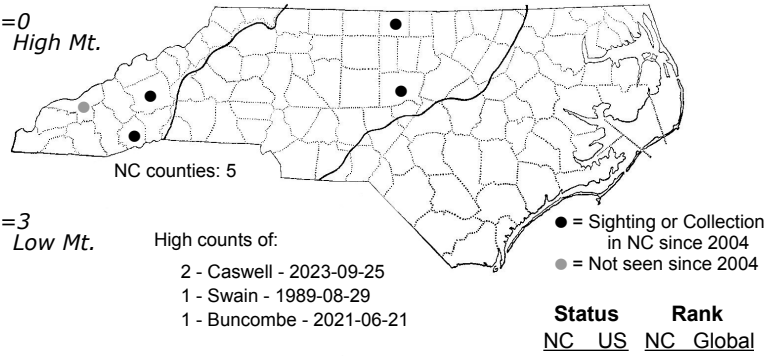 =0
High Mt.
NC counties: 5
=3
Low Mt.
High counts of:
2 - Caswell - 2023-09-25
1 - Swain - 1989-08-29
1 - Buncombe - 2021-06-21
= Sighting or Collection
in NC since 2004
= Not seen since 2004
Status Rank
NC US NC Global